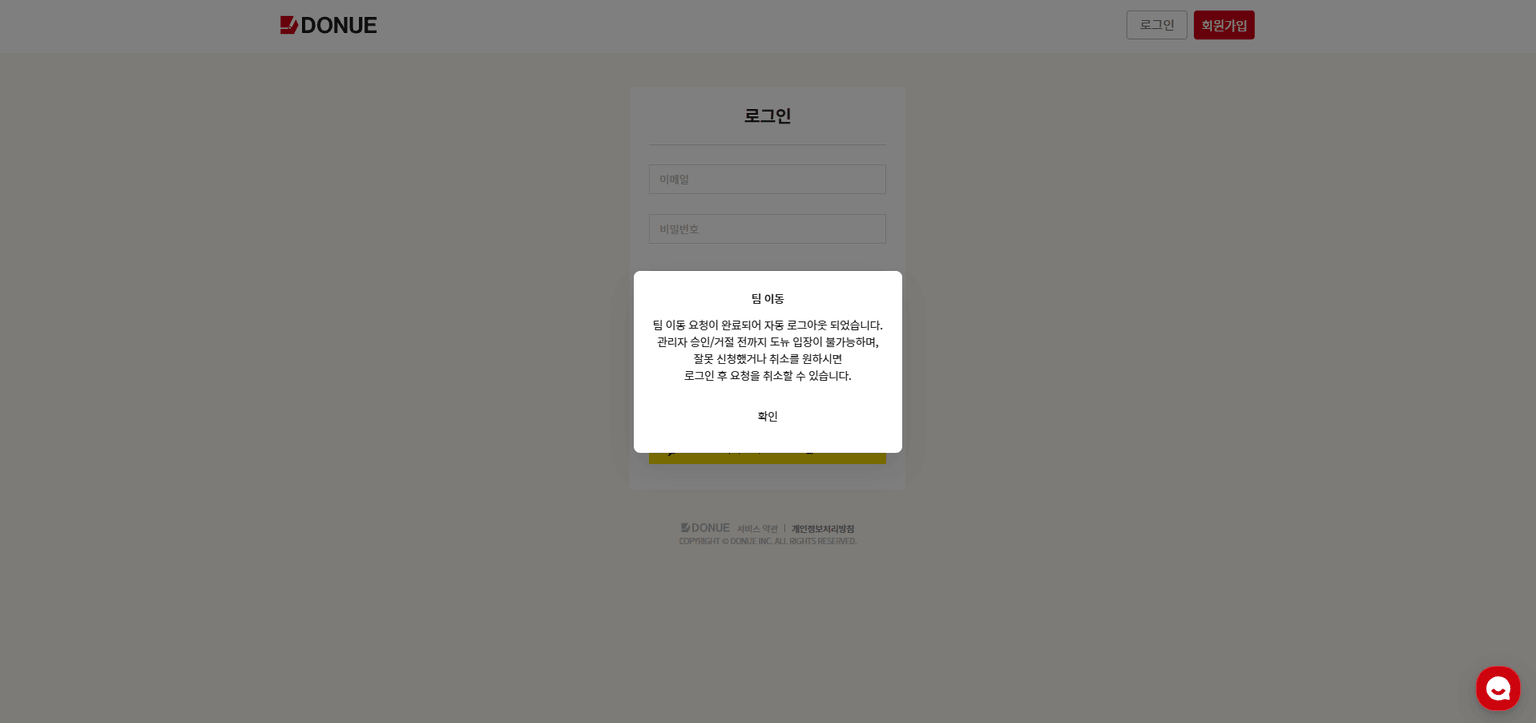 DONUE
로그인
회원가입
로그인
이메일
비밀번호
팀 이동
팀 이동 요청이 완료되어 자동 로그아웃 되었습니다.
관리자 승인/거절 전까지 도뉴 입장이 불가능하며,
잘못 신청했거나 취소를 원하시면
로그인 후 요청을 취소할 수 있습니다.
확인
DONUE 서비스 약관 | 개인정보처리방침
COPYRIGHT © DONUE INC. ALL RIGHTS RESERVED.